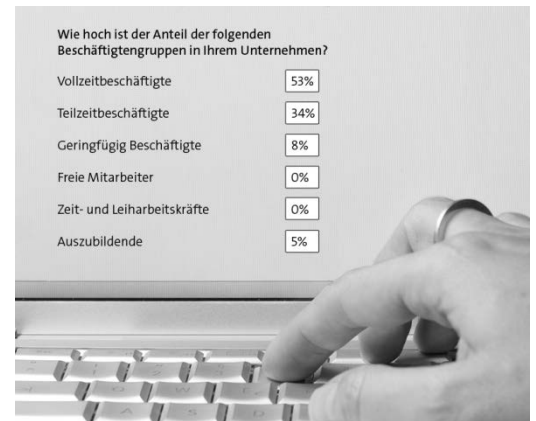 Wie hoch ist der Anteil der folgenden
Beschäftigtengruppen in Ihrem Unternehmen?
Vollzeitbeschäftigte 53%
Teilzeitbeschäftigte 34%
Geringfügig Beschäftigte 8%
Freie Mitarbeiter 0%
Zeit- und Leiharbeitskräfte 0%
Auszubildende 5%